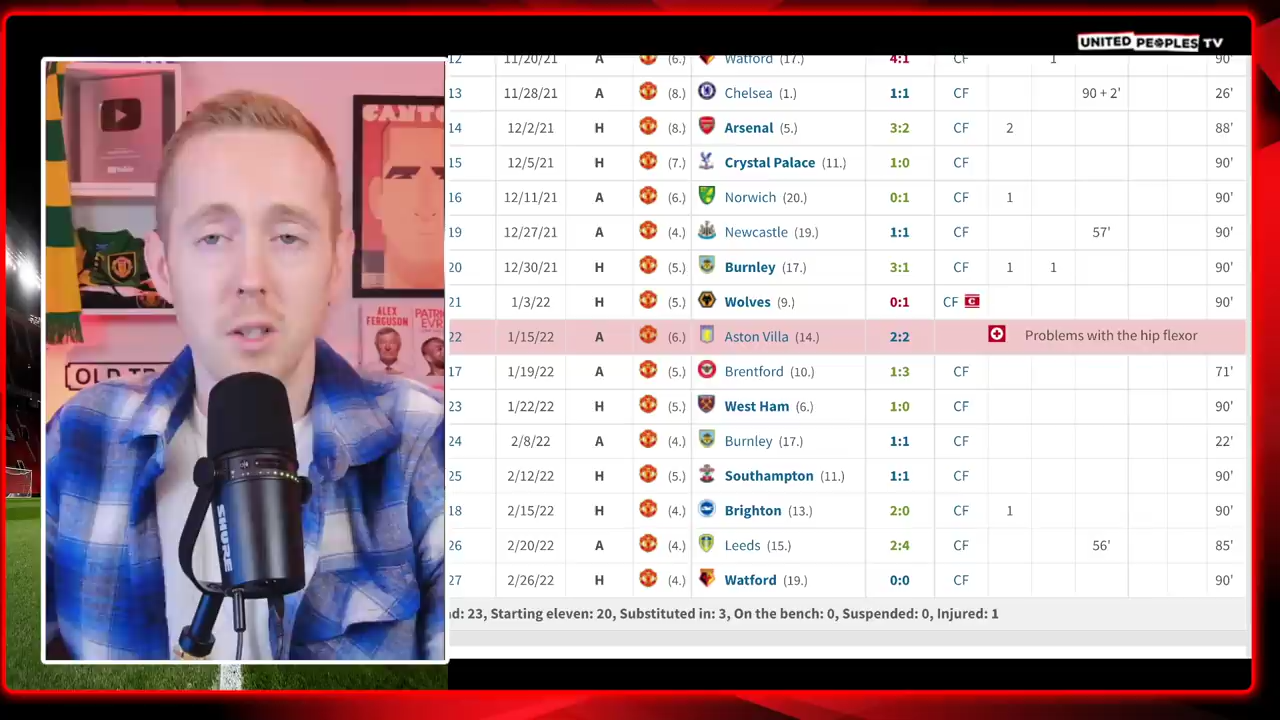 UNITED PEOPLES TV
12 11/20/21 A (6.) Watford (17.) 4:1 CF 1 90'
13 11/28/21 A (8.) Chelsea (1.) 1:1 CF 90 + 2' 26'
14 12/2/21 H (8.) Arsenal (5.) 3:2 CF 2 88'
15 12/5/21 H (7.) Crystal Palace (11.) 1:0 CF 90'
16 12/11/21 A (6.) Norwich (20.) 0:1 CF 1 90'
19 12/27/21 A (4.) Newcastle (19.) 1:1 CF 57' 90'
20 12/30/21 H (5.) Burnley (17.) 3:1 CF 1 1 90'
21 1/3/22 H (5.) Wolves (9.) 0:1 CF C 90'
22 1/15/22 A (6.) Aston Villa (14.) 2:2 Problems with the hip flexor
17 1/19/22 A (5.) Brentford (10.) 1:3 CF 71'
23 1/22/22 H (5.) West Ham (6.) 1:0 CF 90'
24 2/8/22 A (4.) Burnley (17.) 1:1 CF 22'
25 2/12/22 H (5.) Southampton (11.) 1:1 CF 90'
18 2/15/22 H (4.) Brighton (13.) 2:0 CF 1 90'
26 2/20/22 A (4.) Leeds (15.) 2:4 CF 56' 85'
27 2/26/22 H (4.) Watford (19.) 0:0 CF 90'
d: 23, Starting eleven: 20, Substituted in: 3, On the bench: 0, Suspended: 0, Injured: 1
YouTube
CANTO
ALEX
FERGUSON
PATRI
EVR
OLD TR
SHURE